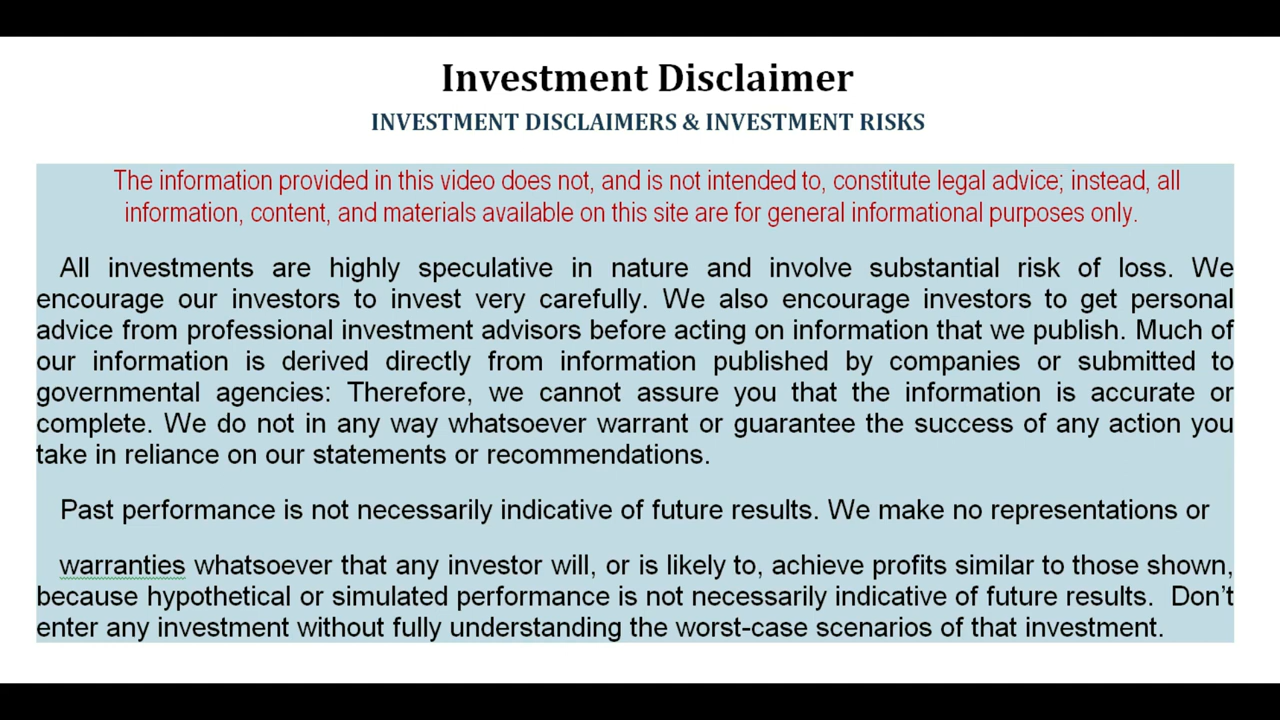 Investment Disclaimer
INVESTMENT DISCLAIMERS & INVESTMENT RISKS
The information provided in this video does not, and is not intended to, constitute legal advice; instead, all
information, content, and materials available on this site are for general informational purposes only.
All investments are highly speculative in nature and involve substantial risk of loss. We
encourage our investors to invest very carefully. We also encourage investors to get personal
advice from professional investment advisors before acting on information that we publish. Much of
our information is derived directly from information published by companies or submitted to
governmental agencies: Therefore, we cannot assure you that the information is accurate or
complete. We do not in any way whatsoever warrant or guarantee the success of any action you
take in reliance on our statements or recommendations.
Past performance is not necessarily indicative of future results. We make no representations or
warranties whatsoever that any investor will, or is likely to, achieve profits similar to those shown,
because hypothetical or simulated performance is not necessarily indicative of future results.  Don’t
enter any investment without fully understanding the worst-case scenarios of that investment.